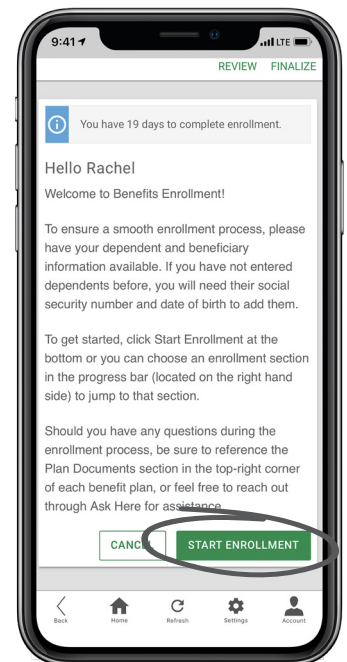 9:41 LTE
REVIEW FINALIZE
You have 19 days to complete enrollment.
Hello Rachel
Welcome to Benefits Enrollment!
To ensure a smooth enrollment process, please
have your dependent and beneficiary
information available. If you have not entered
dependents before, you will need their social
security number and date of birth to add them.
To get started, click Start Enrollment at the
bottom or you can choose an enrollment section
in the progress bar (located on the right hand
side) to jump to that section.
Should you have any questions during the
enrollment process, be sure to reference the
Plan Documents section in the top-right corner
of each benefit plan, or feel free to reach out
through Ask Here for assistance
CANCEL START ENROLLMENT
Back Home Refresh Settings Account